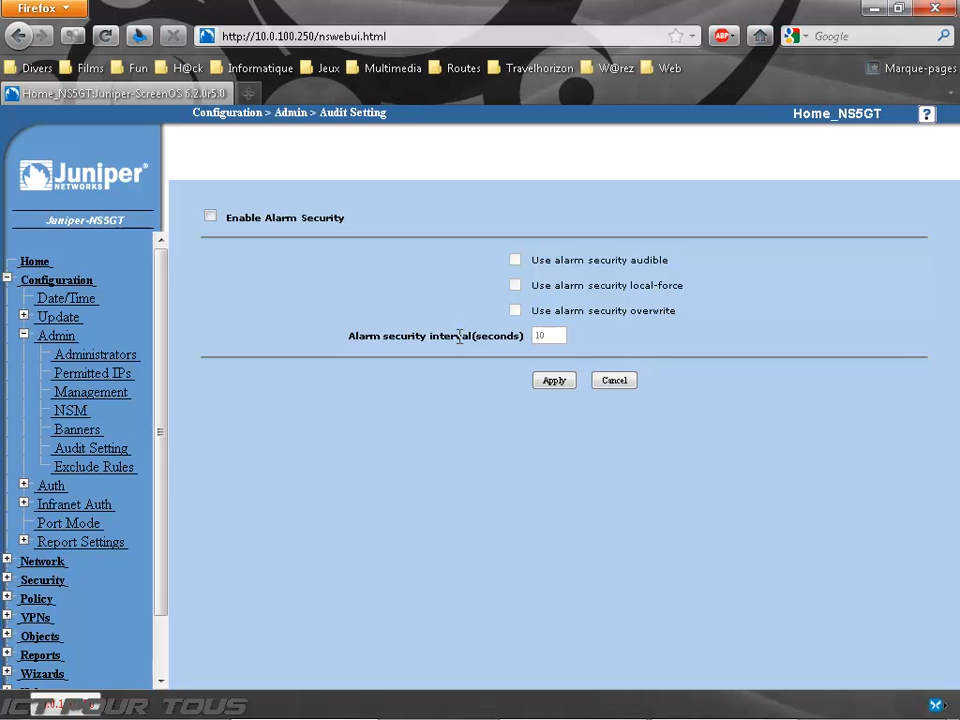 Firefox
http://10.0.100.250/nswebui.html
ABP
Google
Divers
Films
Fun
H@ck
Informatique
Jeux
Multimedia
Routes
Travelhorizon
W@rez
Web
Marque-pages
Home_NS5GT:Juniper-ScreenOS 6.2.0r5.0
Configuration > Admin > Audit Setting
Home_NS5GT
?
Juniper
NETWORKS
Juniper-NS5GT
Home
Configuration
Date/Time
Update
Admin
Administrators
Permitted IPs
Management
NSM
Banners
Audit Setting
Exclude Rules
Auth
Infranet Auth
Port Mode
Report Settings
Network
Security
Policy
VPNs
Objects
Reports
Wizards
Enable Alarm Security
Use alarm security audible
Use alarm security local-force
Use alarm security overwrite
Alarm security interval(seconds)
10
Apply
Cancel
ICT FOUR TOUS